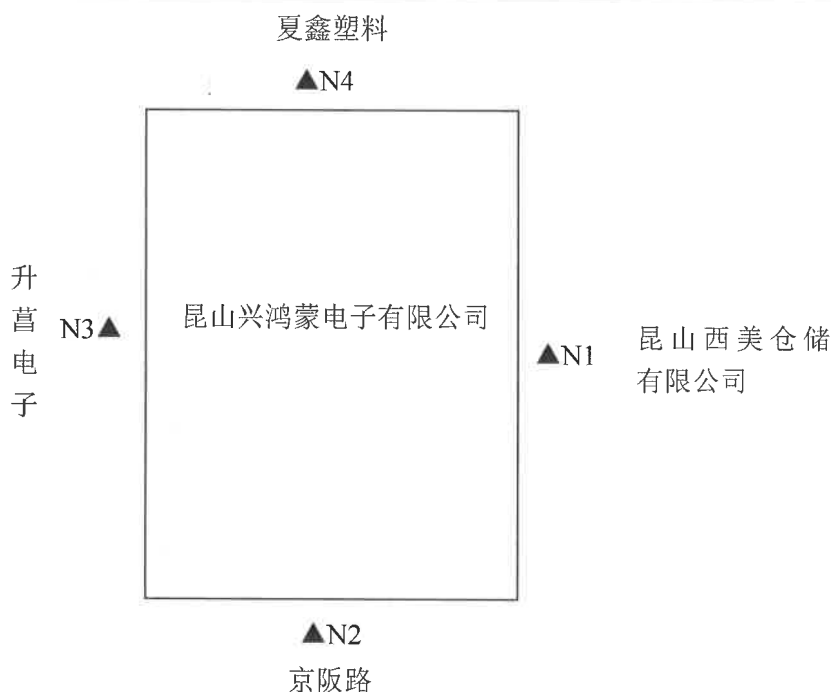 夏鑫塑料
▲N4
升菖电子
N3▲
昆山兴鸿蒙电子有限公司
▲N1
昆山西美仓储
有限公司
▲N2
京阪路